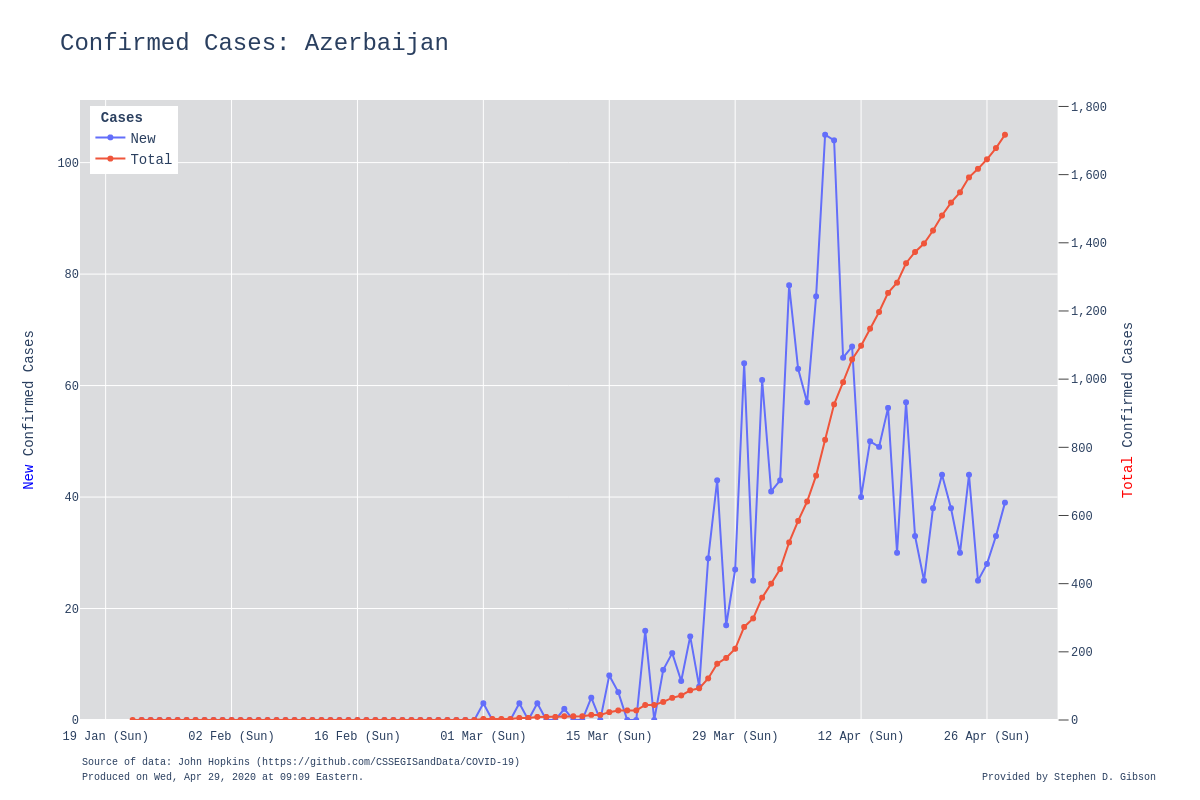 Confirmed Cases: Azerbaijan
Cases
New
Total
1,800
1,600
1,400
1,200
1,000
800
600
400
200
0
100
80
60
40
20
0
New Confirmed Cases
Total Confirmed Cases
19 Jan (Sun) 02 Feb (Sun) 16 Feb (Sun) 01 Mar (Sun) 15 Mar (Sun) 29 Mar (Sun) 12 Apr (Sun) 26 Apr (Sun)
Source of data: John Hopkins (https://github.com/CSSEGISandData/COVID-19)
Produced on Wed, Apr 29, 2020 at 09:09 Eastern.
Provided by Stephen D. Gibson